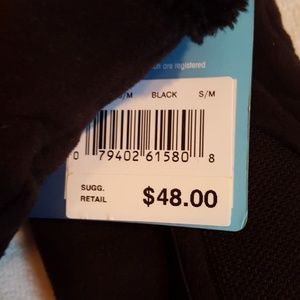 are registered
/M BLACK S/M
0 79402 61580 8
SUGG.
RETAIL $48.00